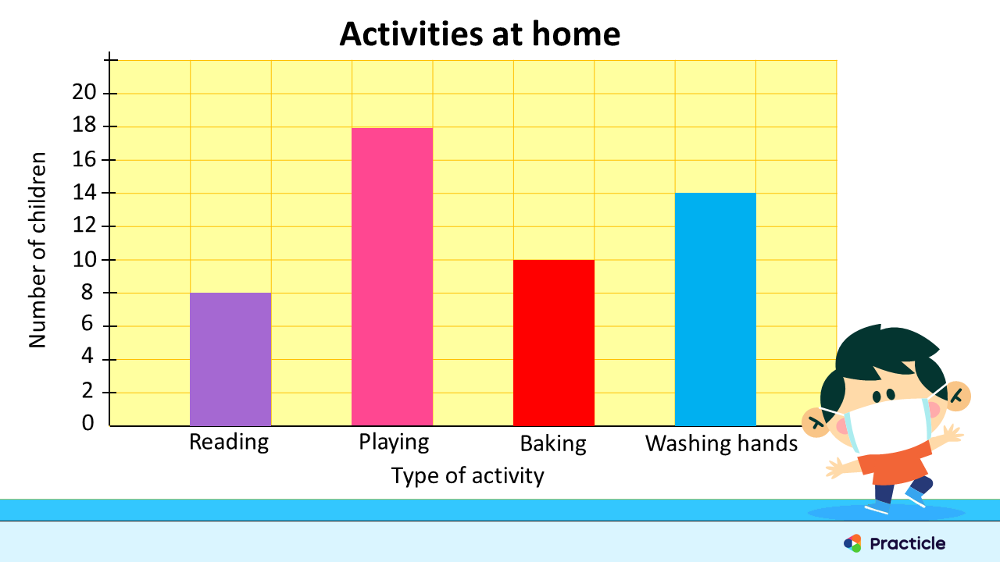 Activities at home
Number of children
20
18
16
14
12
10
8
6
4
2
0
Reading Playing Baking Washing hands
Type of activity
Practicle